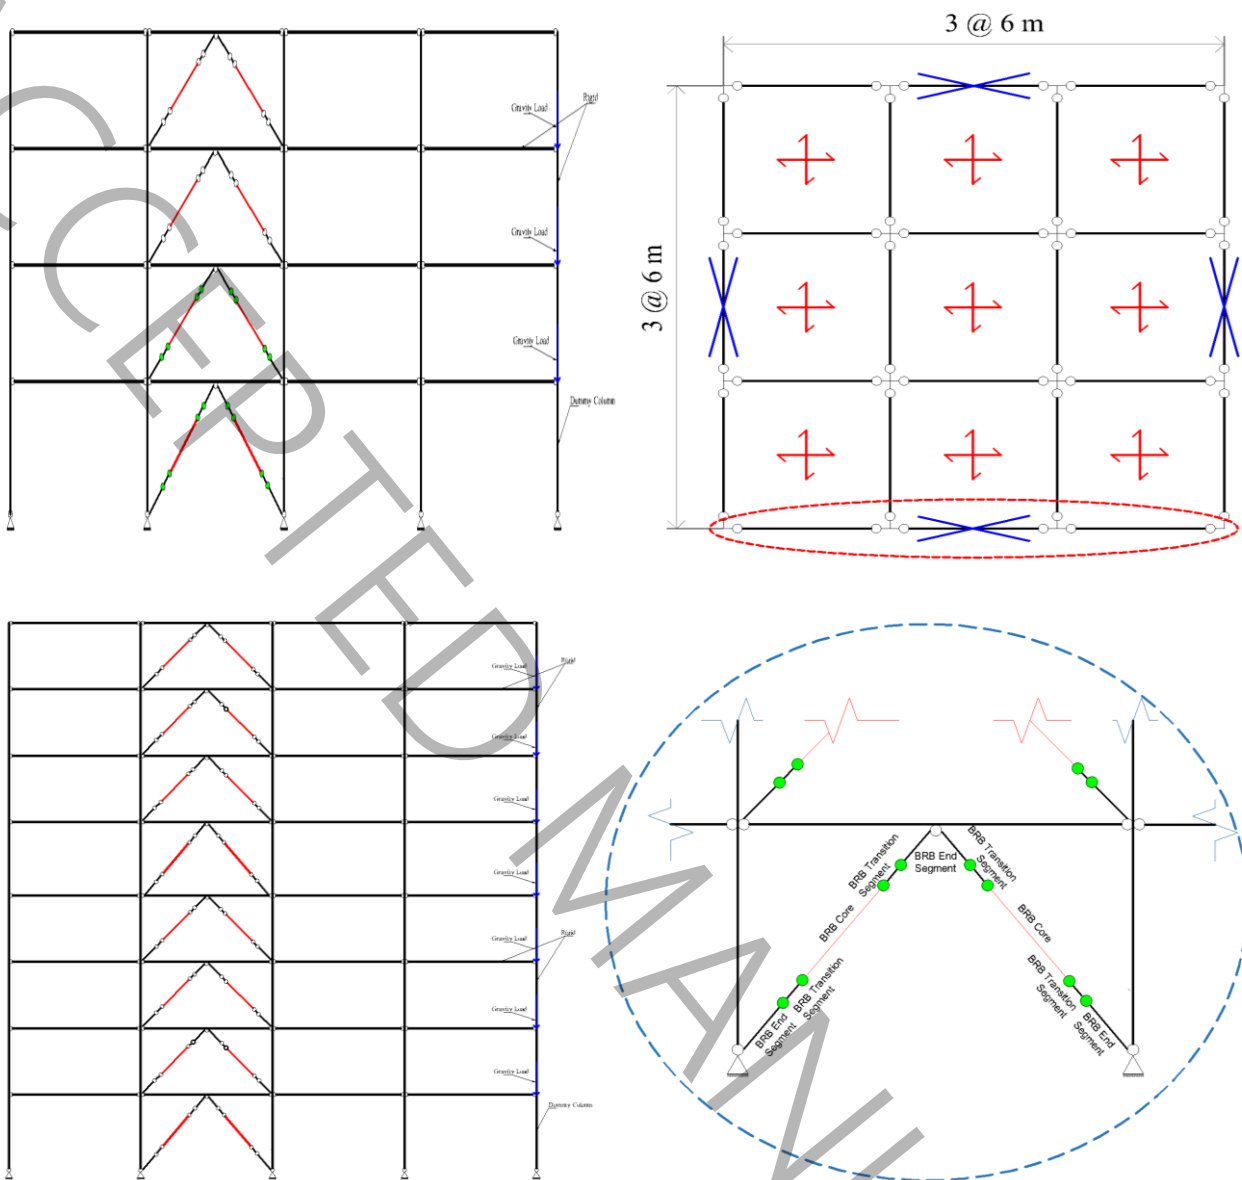 3 @ 6 m
Rigid
Gravity Load
Gravity Load
Gravity Load
Dummy Column
3 @ 6 m
Gravity Load
Rigid
Gravity Load
Gravity Load
Gravity Load
Gravity Load
Rigid
Gravity Load
Gravity Load
Dummy Column
BRB Transition
Segment
BRB End
Segment
BRB Transition
Segment
BRB Core
BRB Core
BRB Transition
Segment
BRB End
Segment
BRB Transition
Segment
BRB End
Segment
CCEPTED MANU